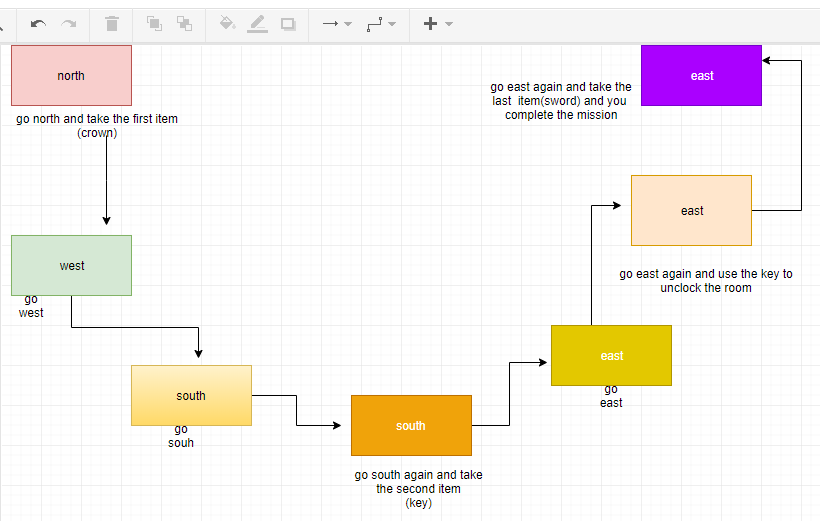 north
go north and take the first item
(crown)
west
go
west
south
go
souh
south
go south again and take
the second item
(key)
east
go
east
east
go east again and use the key to
unclock the room
east
go east again and take the
last item(sword) and you
complete the mission